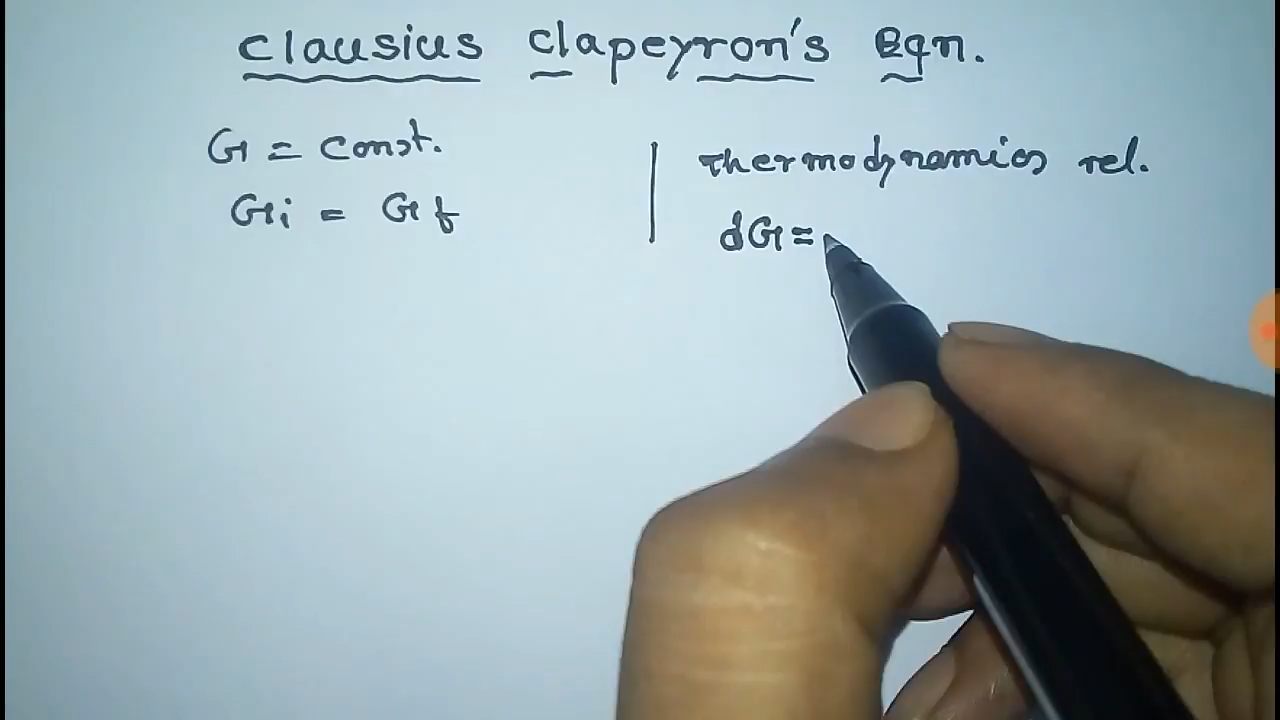 Clausius Clapeyron's Eqn.
G = Const.
Gi = Gf
thermodynamics rel.
dG =